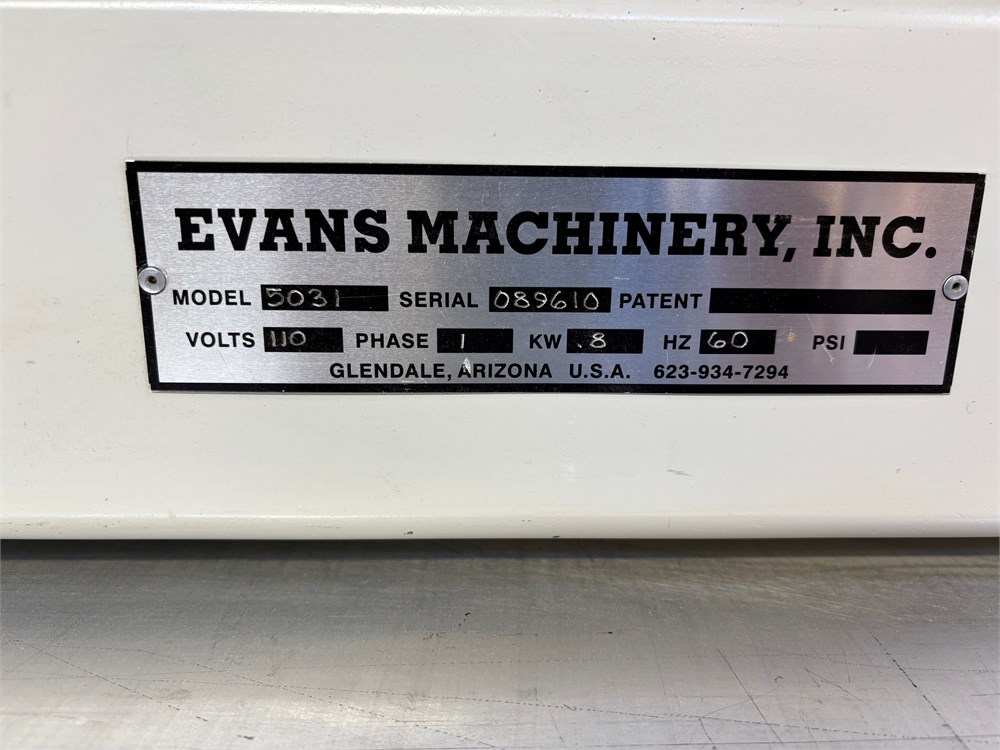 EVANS MACHINERY, INC.
MODEL 5031 SERIAL 089610 PATENT
VOLTS 110 PHASE 1 KW .8 HZ 60 PSI
GLENDALE, ARIZONA U.S.A. 623-934-7294